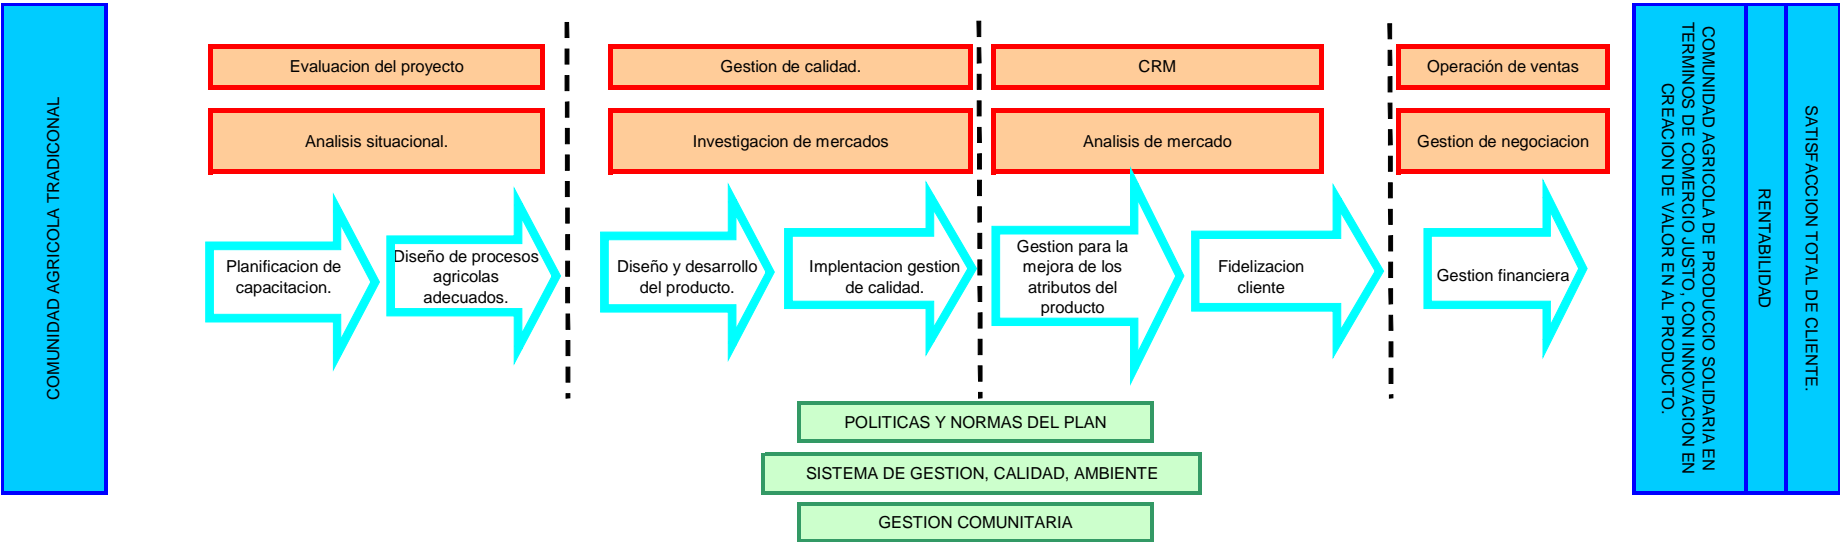 COMUNIDAD AGRICOLA TRADICONAL
Evaluacion del proyecto
Analisis situacional.
Planificacion de
capacitacion.
Diseño de procesos
agricolas
adecuados.
Gestion de calidad.
Investigacion de mercados
Diseño y desarrollo
del producto.
Implentacion gestion
de calidad.
CRM
Analisis de mercado
Gestion para la
mejora de los
atributos del
producto
Fidelizacion
cliente
Operación de ventas
Gestion de negociacion
Gestion financiera
POLITICAS Y NORMAS DEL PLAN
SISTEMA DE GESTION, CALIDAD, AMBIENTE
GESTION COMUNITARIA
COMUNIDAD AGRICOLA DE PRODUCCIO SOLIDARIA EN
TERMINOS DE COMERCIO JUSTO , CON INNOVACION EN
CREACION DE VALOR EN AL PRODUCTO.
RENTABILIDAD
SATISFACCION TOTAL DE CLIENTE.